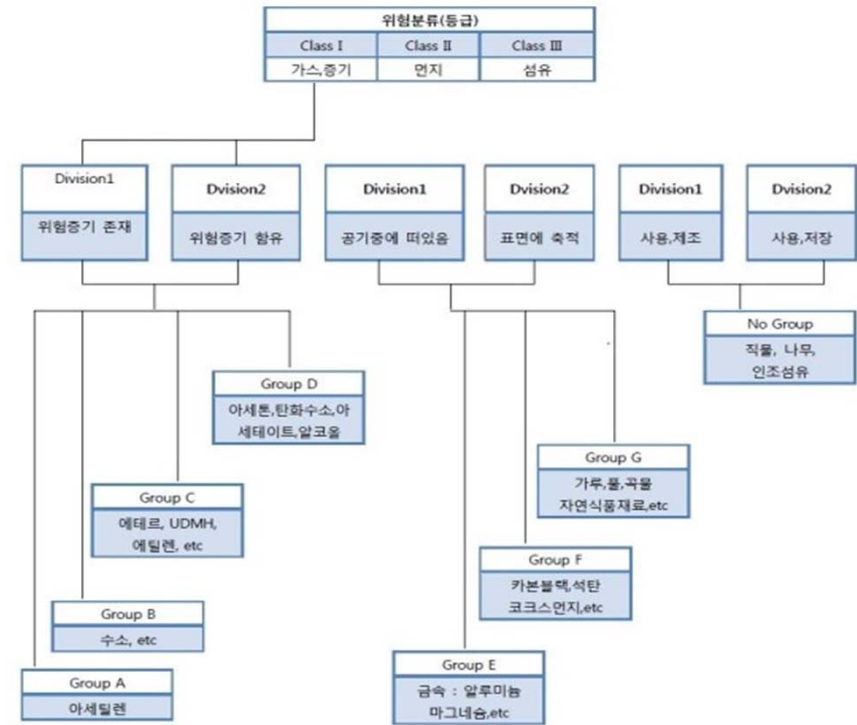 위험분류(등급)
Class Ⅰ
Class Ⅱ
Class Ⅲ
가스,증기
먼지
섬유
Division1
위험증기 존재
Dvision2
위험증기 함유
Dvision1
공기중에 떠있음
Dvision2
표면에 축적
Dvision1
사용,제조
Dvision2
사용,저장
No Group
직물, 나무,
인조섬유
Group D
아세톤,탄화수소,아
세테이트,알코올
Group G
가루,풀,곡물
자연식품재료,etc
Group C
에테르, UDMH,
에틸렌, etc
Group F
카본블랙,석탄
코크스먼지,etc
Group B
수소, etc
Group E
금속 : 알루미늄
마그네슘,etc
Group A
아세틸렌